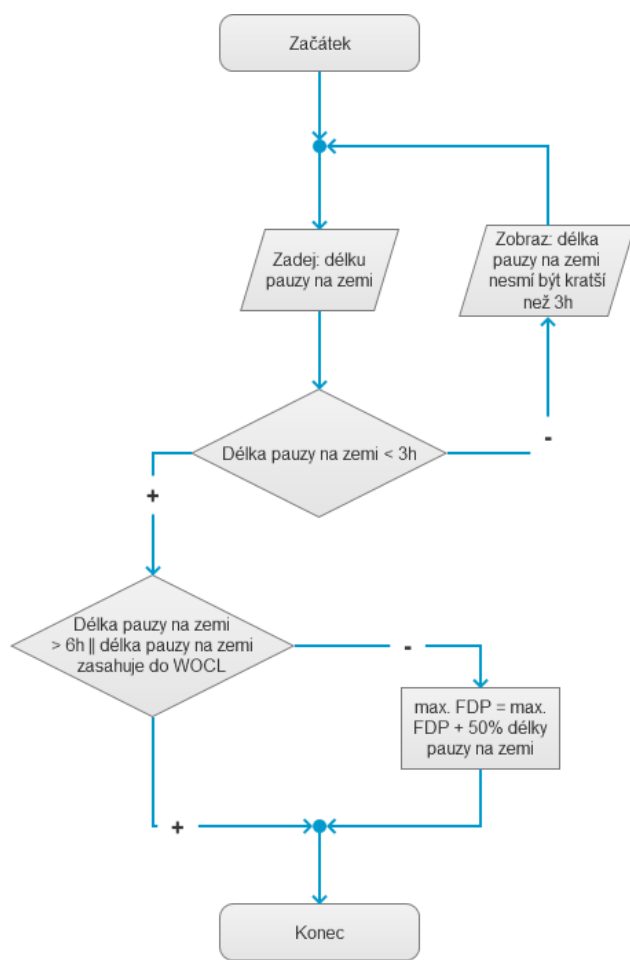 Začátek
Zadej: délku
pauzy na zemi
Zobraz: délka
pauzy na zemi
nesmí být kratší
než 3h
Délka pauzy na zemi < 3h
-
+
Délka pauzy na zemi
> 6h || délka pauzy na zemi
zasahuje do WOCL
-
max. FDP = max.
FDP + 50% délky
pauzy na zemi
+
Konec